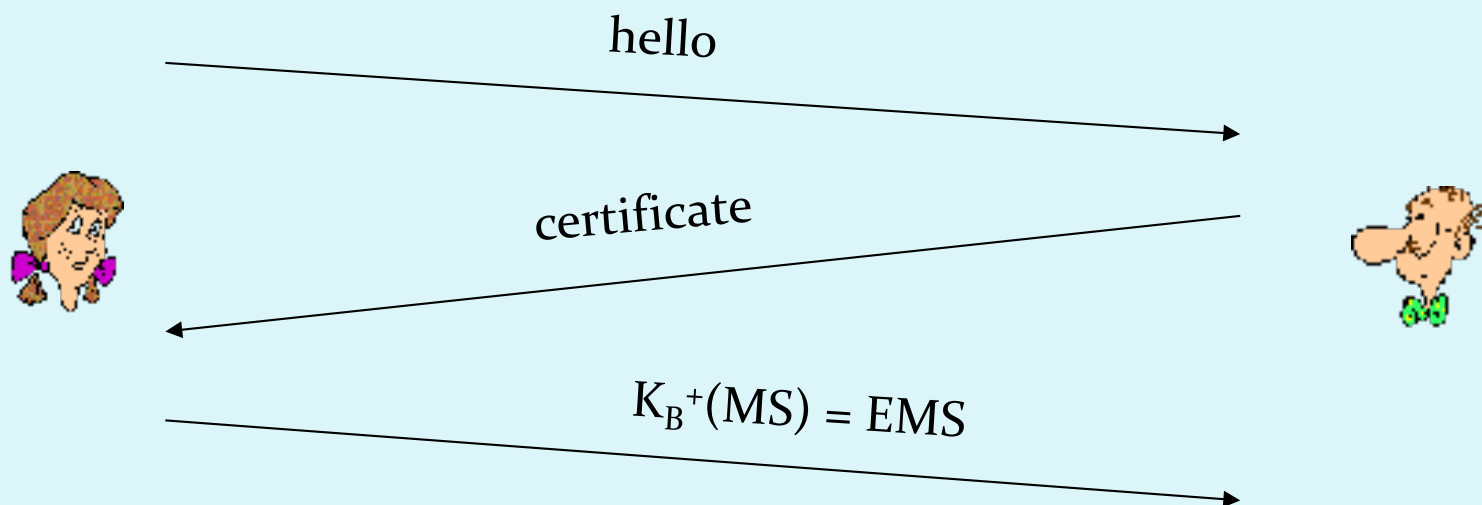 hello
certificate
K_B⁺(MS) = EMS